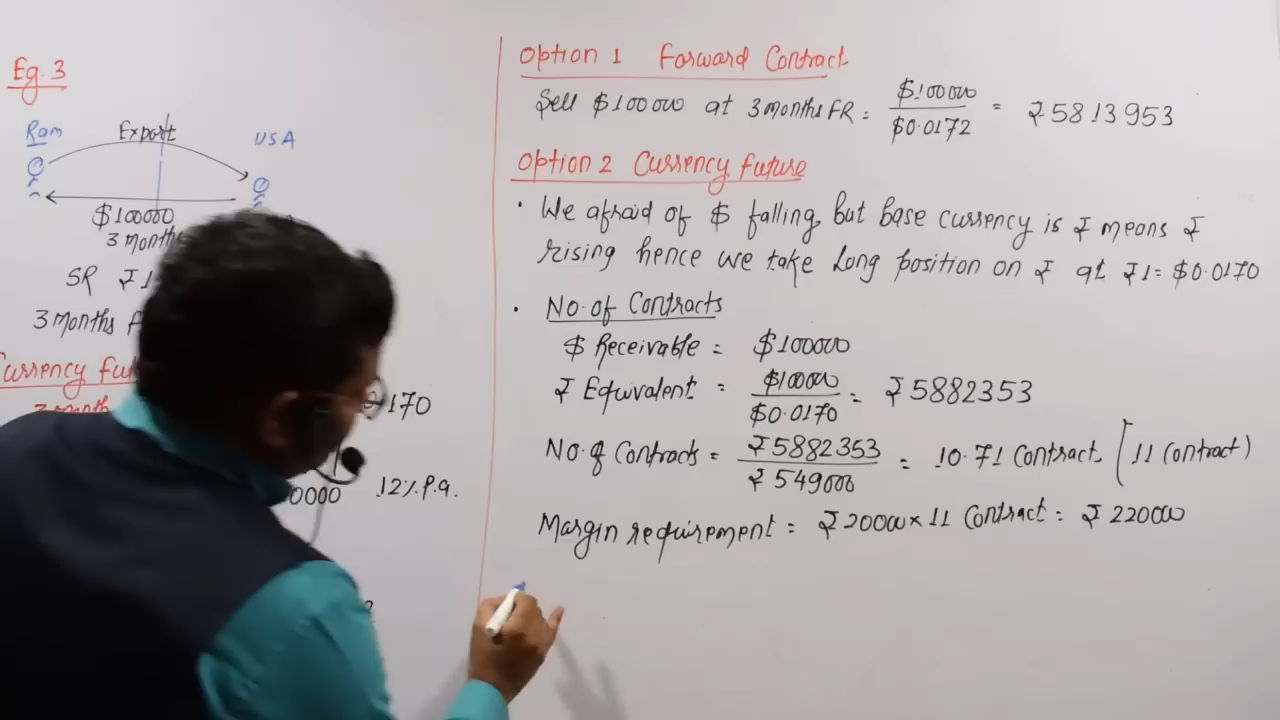 Eg. 3
Ram Export USA
$100000
3 month
SR ₹1
3 Months
Currency Fut
3 month
0170
0000 12% P.a.
Option 1 Forward Contract
Sell $100000 at 3 months FR = $100000 / $0.0172 = ₹5813953
Option 2 Currency Future
• We afraid of $ falling but base currency is ₹ means ₹
rising hence we take Long position on ₹ at ₹1 = $0.0170
• No. of Contracts
$ Receivable = $100000
₹ Equivalent = $100000 / $0.0170 = ₹5882353
No. of Contracts = ₹5882353 / ₹549000 = 10.71 Contract [11 Contract)
Margin requirement = ₹20000 × 11 Contract = ₹220000